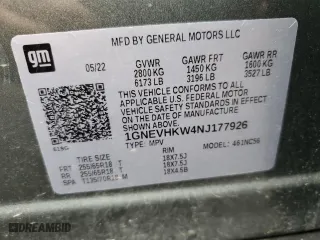 gm
MFD BY GENERAL MOTORS LLC
05/22
GVWR GAWR FRT GAWR RR
2800 KG 1450 KG 1600 KG
6173 LB 3196 LB 3527 LB
THIS VEHICLE CONFORMS TO ALL
APPLICABLE U.S. FEDERAL MOTOR
VEHICLE SAFETY
STANDARDS IN EFFECT ON THE DATE OF
MANUFACTURE SHOWN ABOVE.
1GNEVHKW4NJ177926
TYPE: MPV MODEL: 461NC56
TIRE SIZE RIM
FRT 255/65R18 T 18X7.5J
RR 255/65R18 T 18X7.5J
SPA 18X4.5B